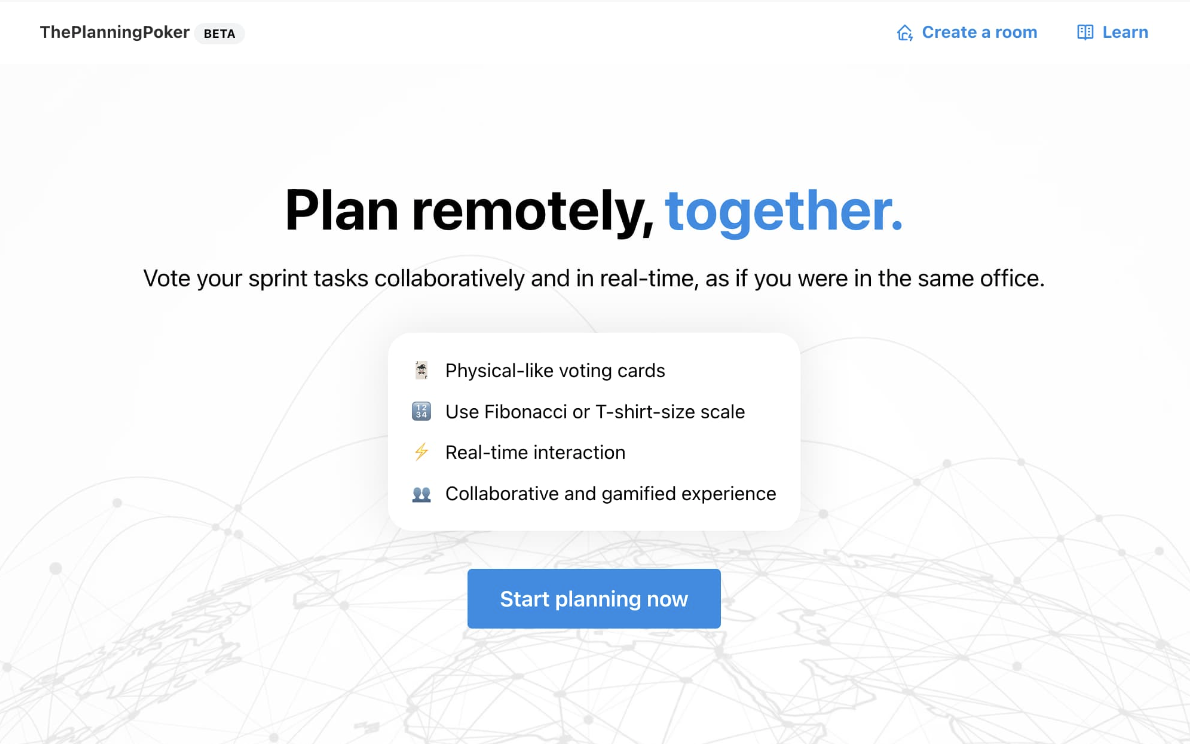 ThePlanningPoker BETA
Create a room
Learn
Plan remotely, together.
Vote your sprint tasks collaboratively and in real-time, as if you were in the same office.
Physical-like voting cards
1234
Use Fibonacci or T-shirt-size scale
Real-time interaction
Collaborative and gamified experience
Start planning now